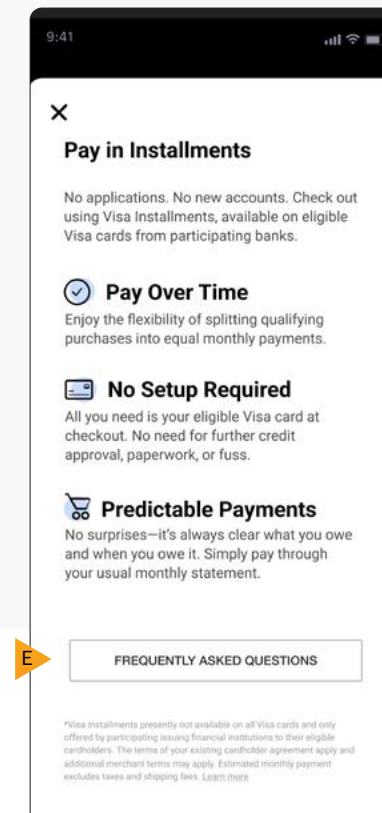 9:41
Pay in Installments
No applications. No new accounts. Check out
using Visa Installments, available on eligible
Visa cards from participating banks.
Pay Over Time
Enjoy the flexibility of splitting qualifying
purchases into equal monthly payments.
No Setup Required
All you need is your eligible Visa card at
checkout. No need for further credit
approval, paperwork, or fuss.
Predictable Payments
No surprises—it's always clear what you owe
and when you owe it. Simply pay through
your usual monthly statement.
E
FREQUENTLY ASKED QUESTIONS
*Visa Installments presently not available on all Visa cards and only
offered by participating issuing financial institutions to their eligible
cardholders. The terms of your existing cardholder agreement apply and
additional merchant terms may apply. Estimated monthly payment
excludes taxes and shipping fees. Learn more